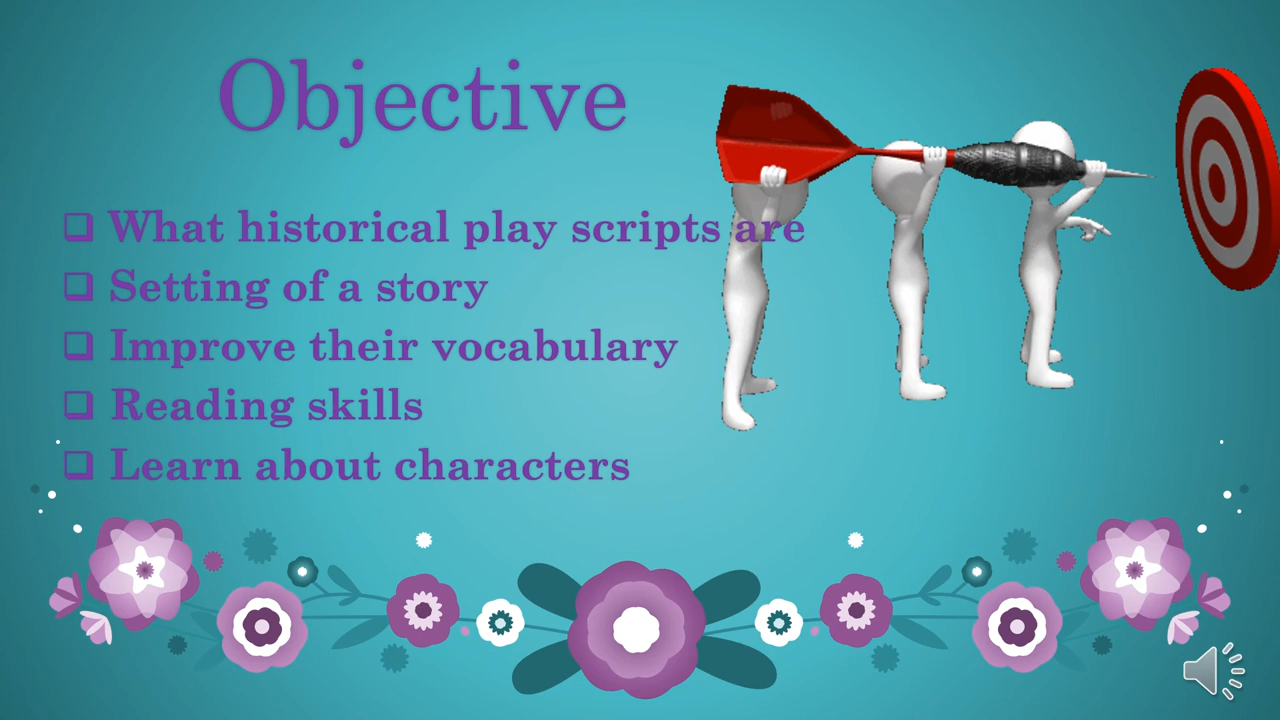 Objective
❑ What historical play scripts are
❑ Setting of a story
❑ Improve their vocabulary
❑ Reading skills
❑ Learn about characters